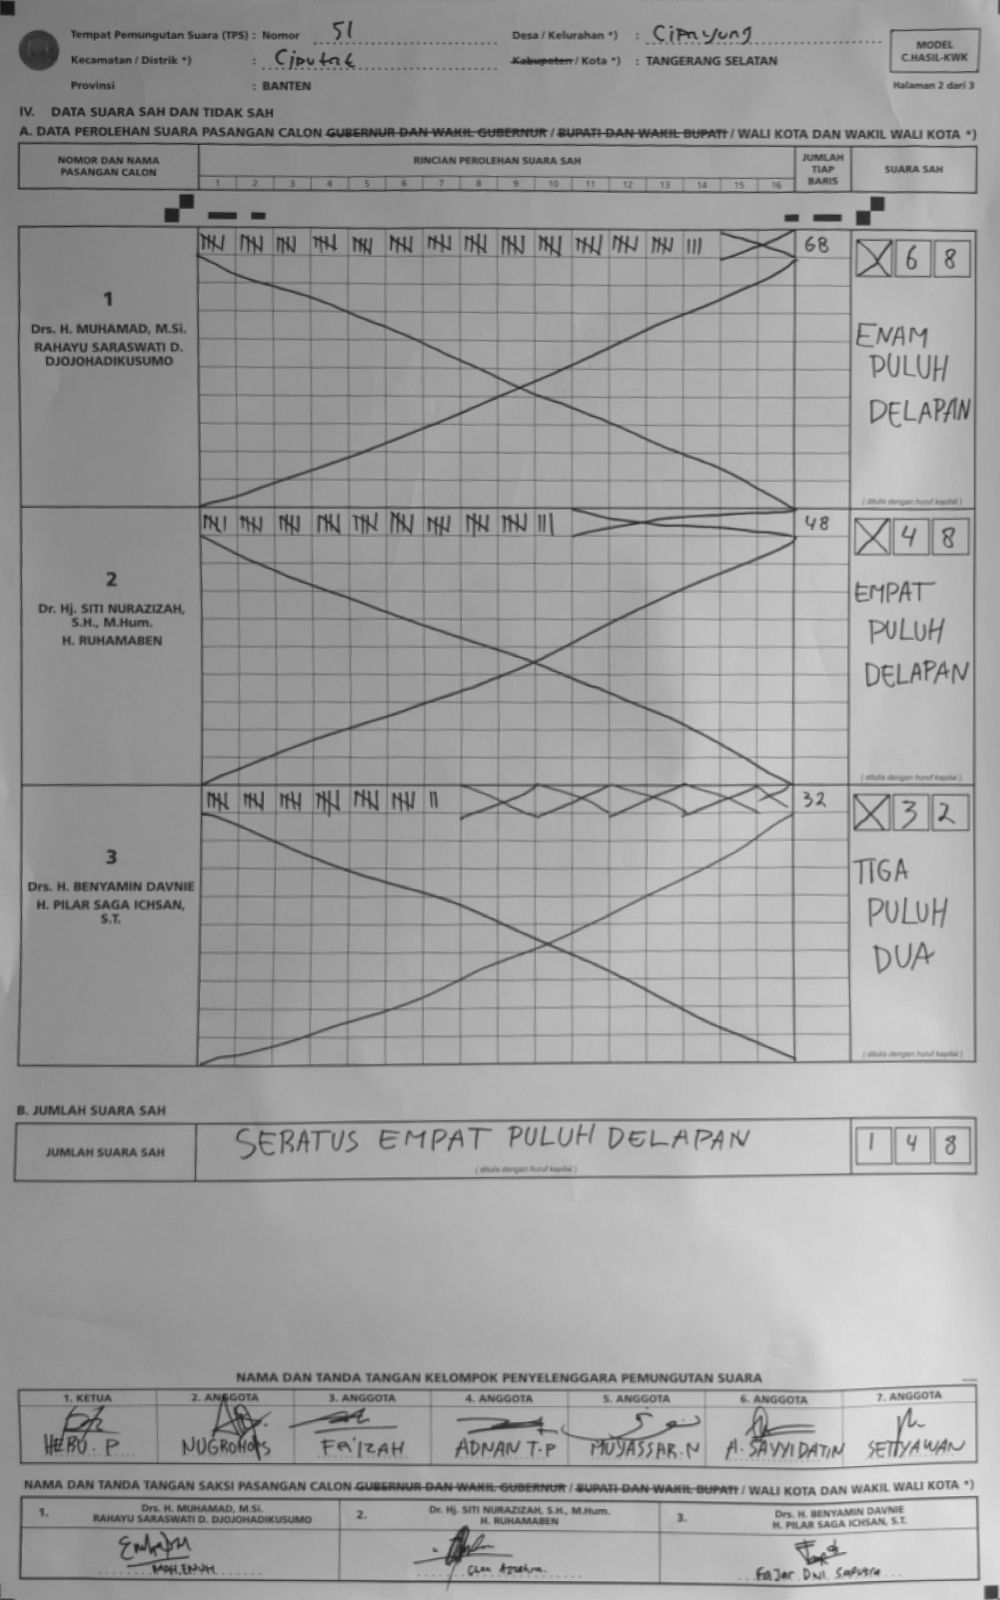 Tempat Pemungutan Suara (TPS) : Nomor 51 Desa / Kelurahan *) : Cipayung
Kecamatan / Distrik *) : Ciputat Kabupaten / Kota *) : TANGERANG SELATAN
Provinsi : BANTEN
MODEL
C.HASIL-KWK
Halaman 2 dari 3
IV. DATA SUARA SAH DAN TIDAK SAH
A. DATA PEROLEHAN SUARA PASANGAN CALON GUBERNUR DAN WAKIL GUBERNUR / BUPATI DAN WAKIL BUPATI / WALI KOTA DAN WAKIL WALI KOTA *)
NOMOR DAN NAMA PASANGAN CALON
RINCIAN PEROLEHAN SUARA SAH
1 2 3 4 5 6 7 8 9 10 11 12 13 14 15 16
JUMLAH TIAP BARIS
SUARA SAH
1
Drs. H. MUHAMAD, M.Si.
RAHAYU SARASWATI D.
DJOJOHADIKUSUMO
68
6 8
ENAM
PULUH
DELAPAN
( ditulis dengan huruf kapital )
2
Dr. Hj. SITI NURAZIZAH,
S.H., M.Hum.
H. RUHAMABEN
48
4 8
EMPAT
PULUH
DELAPAN
( ditulis dengan huruf kapital )
3
Drs. H. BENYAMIN DAVNIE
H. PILAR SAGA ICHSAN,
S.T.
32
3 2
TIGA
PULUH
DUA
( ditulis dengan huruf kapital )
B. JUMLAH SUARA SAH
JUMLAH SUARA SAH
SERATUS EMPAT PULUH DELAPAN
( ditulis dengan huruf kapital )
1 4 8
NAMA DAN TANDA TANGAN KELOMPOK PENYELENGGARA PEMUNGUTAN SUARA
1. KETUA 2. ANGGOTA 3. ANGGOTA 4. ANGGOTA 5. ANGGOTA 6. ANGGOTA 7. ANGGOTA
HERU . P FA'IZAH ADNAN T.P MUYASSAR.N A. SAYYIDATIN SETIYAWAN
NAMA DAN TANDA TANGAN SAKSI PASANGAN CALON GUBERNUR DAN WAKIL GUBERNUR / BUPATI DAN WAKIL BUPATI / WALI KOTA DAN WAKIL WALI KOTA *)
1. Drs. H. MUHAMAD, M.Si.
RAHAYU SARASWATI D. DJOJOHADIKUSUMO
2. Dr. Hj. SITI NURAZIZAH, S.H., M.Hum.
H. RUHAMABEN
3. Drs. H. BENYAMIN DAVNIE
H. PILAR SAGA ICHSAN, S.T.
MOH.ENUH
Fajar Dwi Saputra